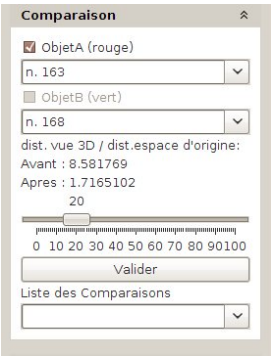 Comparaison
ObjetA (rouge)
n. 163
ObjetB (vert)
n. 168
dist. vue 3D / dist.espace d'origine:
Avant : 8.581769
Apres : 1.7165102
20
0 10 20 30 40 50 60 70 80 90100
Valider
Liste des Comparaisons